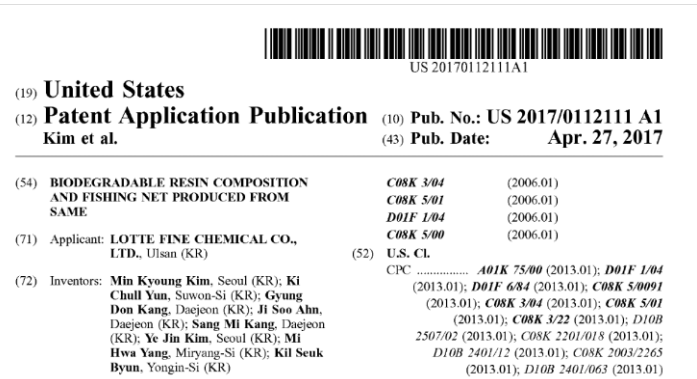 US 20170112111A1
(19) United States
(12) Patent Application Publication
Kim et al.
(10) Pub. No.: US 2017/0112111 A1
(43) Pub. Date: Apr. 27, 2017
(54) BIODEGRADABLE RESIN COMPOSITION
AND FISHING NET PRODUCED FROM
SAME
(71) Applicant: LOTTE FINE CHEMICAL CO.,
LTD., Ulsan (KR)
(72) Inventors: Min Kyoung Kim, Seoul (KR); Ki
Chull Yun, Suwon-Si (KR); Gyung
Don Kang, Daejeon (KR); Ji Soo Ahn,
Daejeon (KR); Sang Mi Kang, Daejeon
(KR); Ye Jin Kim, Seoul (KR); Mi
Hwa Yang, Miryang-Si (KR); Kil Seuk
Byun, Yongin-Si (KR)
C08K 3/04 (2006.01)
C08K 5/01 (2006.01)
D01F 1/04 (2006.01)
C08K 5/00 (2006.01)
(52) U.S. Cl.
CPC ................ A01K 75/00 (2013.01); D01F 1/04
(2013.01); D01F 6/84 (2013.01); C08K 5/0091
(2013.01); C08K 3/04 (2013.01); C08K 5/01
(2013.01); C08K 3/22 (2013.01); D10B
2507/02 (2013.01); C08K 2201/018 (2013.01);
D10B 2401/12 (2013.01); C08K 2003/2265
(2013.01); D10B 2401/063 (2013.01)